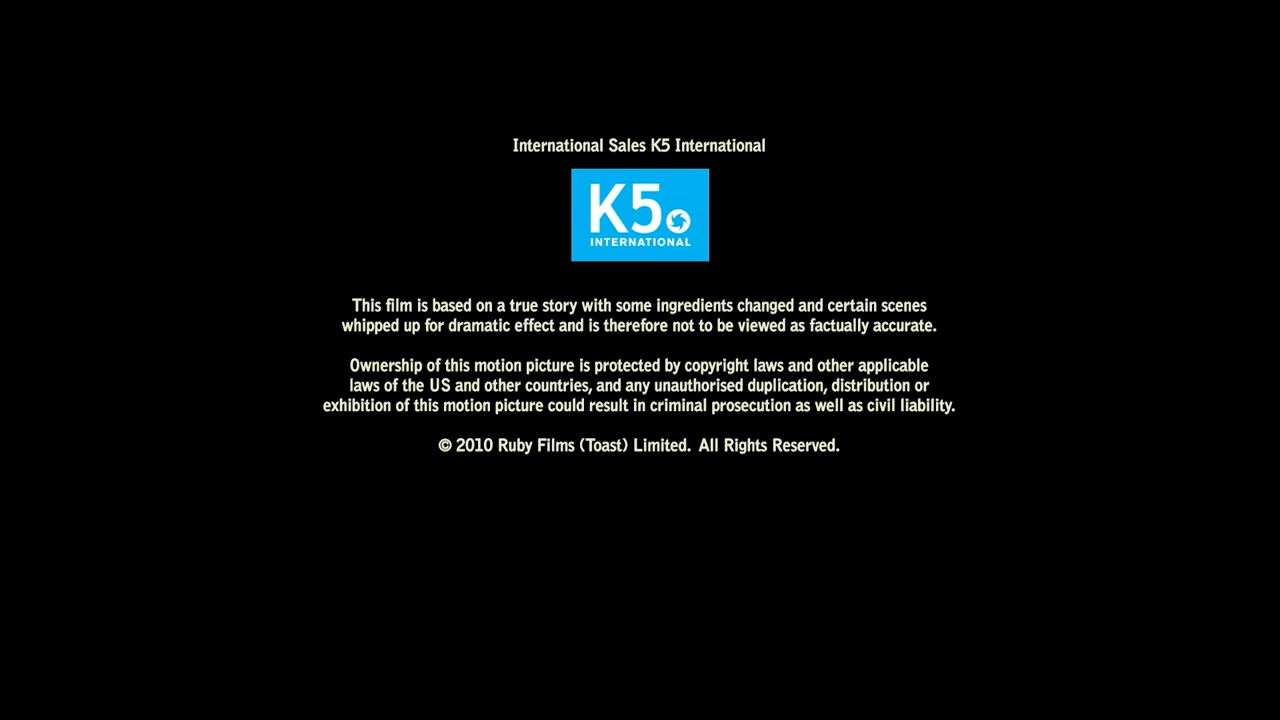 International Sales K5 International
K5
INTERNATIONAL
This film is based on a true story with some ingredients changed and certain scenes
whipped up for dramatic effect and is therefore not to be viewed as factually accurate.
Ownership of this motion picture is protected by copyright laws and other applicable
laws of the US and other countries, and any unauthorised duplication, distribution or
exhibition of this motion picture could result in criminal prosecution as well as civil liability.
© 2010 Ruby Films (Toast) Limited. All Rights Reserved.